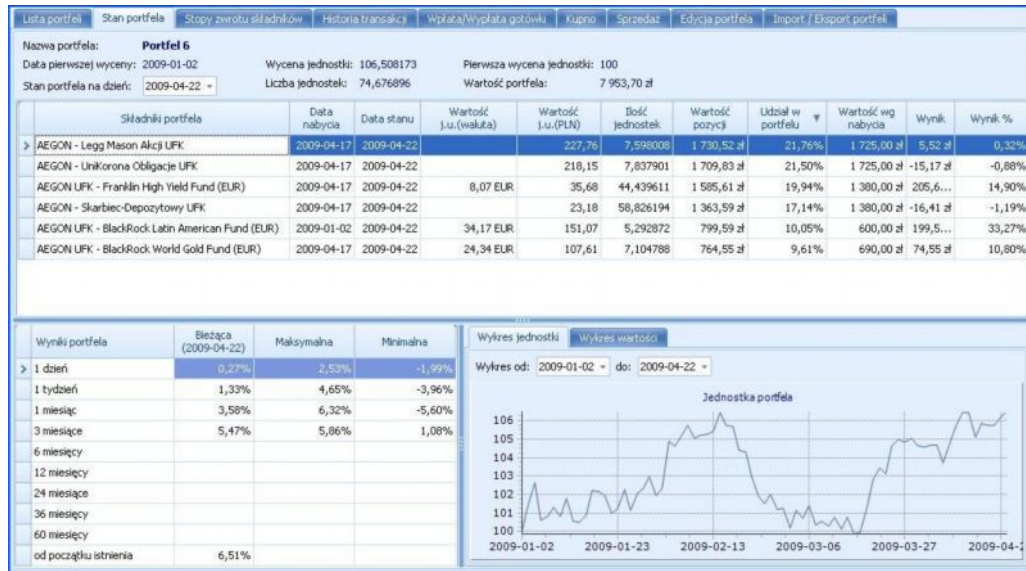 Lista portfeli Stan portfela Stopy zwrotu składników Historia transakcji Wpłata/Wypłata gotówki Kupno Sprzedaż Edycja portfela Import / Eksport portfeli
Nazwa portfela: Portfel 6
Data pierwszej wyceny: 2009-01-02 Wycena jednostki: 106,508173 Pierwsza wycena jednostki: 100
Stan portfela na dzień: 2009-04-22 Liczba jednostek: 74,676896 Wartość portfela: 7 953,70 zł
Składniki portfela Data nabycia Data stanu Wartość j.u.(waluta) Wartość j.u.(PLN) Ilość jednostek Wartość pozycji Udział w portfelu Wartość wg nabycia Wynik Wynik %
AEGON - Legg Mason Akcji UFK 2009-04-17 2009-04-22 227,76 7,598008 1 730,52 zł 21,76% 1 725,00 zł 5,52 zł 0,32%
AEGON - UniKorona Obligacje UFK 2009-04-17 2009-04-22 218,15 7,837901 1 709,83 zł 21,50% 1 725,00 zł -15,17 zł -0,88%
AEGON UFK - Franklin High Yield Fund (EUR) 2009-04-17 2009-04-22 8,07 EUR 35,68 44,439611 1 585,61 zł 19,94% 1 380,00 zł 205,6... 14,90%
AEGON - Skarbiec-Depozytowy UFK 2009-04-17 2009-04-22 23,18 58,826194 1 363,59 zł 17,14% 1 380,00 zł -16,41 zł -1,19%
AEGON UFK - BlackRock Latin American Fund (EUR) 2009-01-02 2009-04-22 34,17 EUR 151,07 5,292872 799,59 zł 10,05% 600,00 zł 199,5... 33,27%
AEGON UFK - BlackRock World Gold Fund (EUR) 2009-04-17 2009-04-22 24,34 EUR 107,61 7,104788 764,55 zł 9,61% 690,00 zł 74,55 zł 10,80%
Wyniki portfela Bieżąca (2009-04-22) Maksymalna Minimalna
1 dzień 0,27% 2,53% -1,99%
1 tydzień 1,33% 4,65% -3,96%
1 miesiąc 3,58% 6,32% -5,60%
3 miesiące 5,47% 5,86% 1,08%
6 miesięcy
12 miesięcy
24 miesiące
36 miesięcy
60 miesięcy
od początku istnienia 6,51%
Wykres jednostki Wykres wartości
Wykres od: 2009-01-02 do: 2009-04-22
Jednostka portfela
106
105
104
103
102
101
100
2009-01-02 2009-01-23 2009-02-13 2009-03-06 2009-03-27 2009-04-